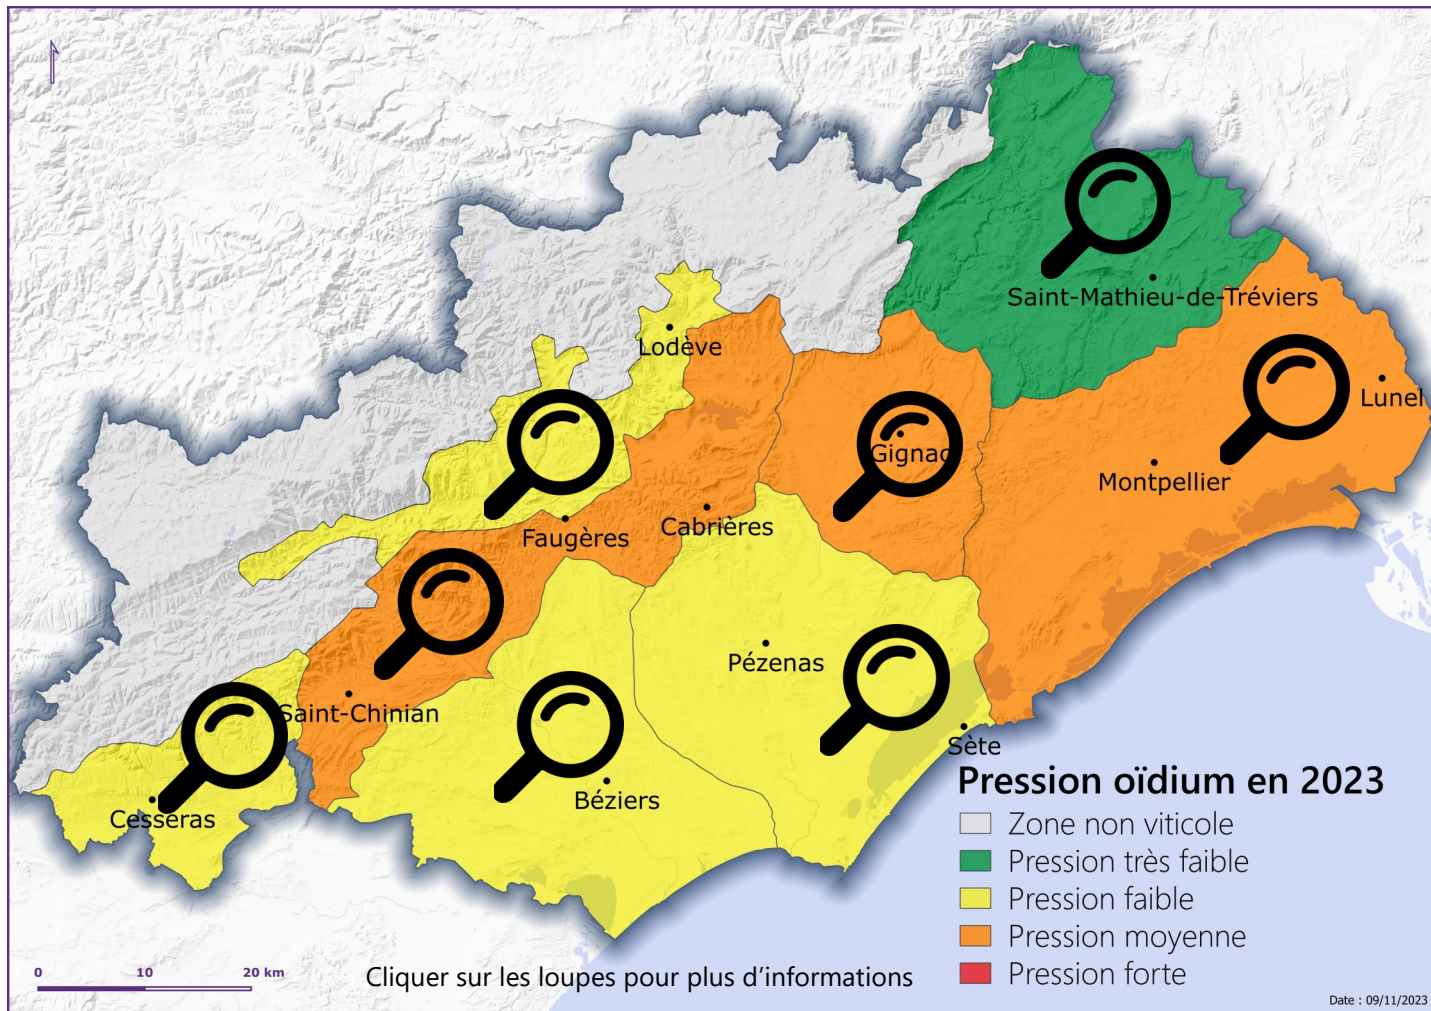 Saint-Mathieu-de-Tréviers
Lodève
Lunel
Gignac
Montpellier
Cabrières
Faugères
Pézenas
Saint-Chinian
Sète
Béziers
Cesseras
Pression oïdium en 2023
Zone non viticole
Pression très faible
Pression faible
Pression moyenne
Pression forte
0 10 20 km
Cliquer sur les loupes pour plus d’informations
Date : 09/11/2023